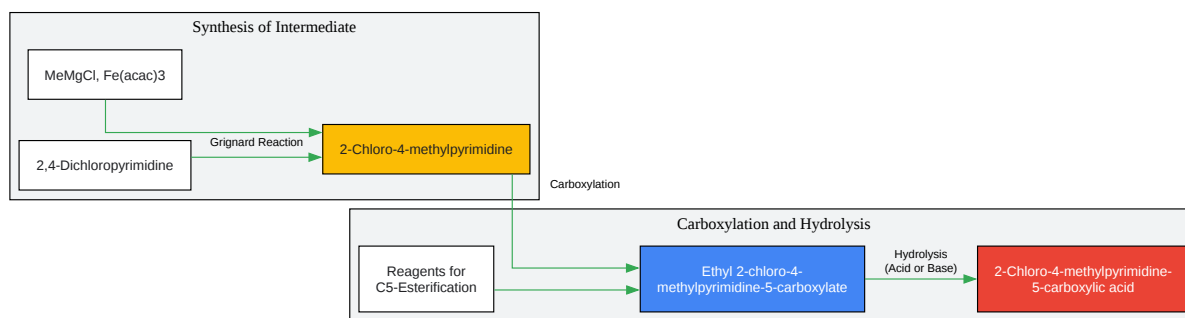 Synthesis of Intermediate
MeMgCl, Fe(acac)3
Grignard Reaction
2,4-Dichloropyrimidine
2-Chloro-4-methylpyrimidine
Carboxylation
Carboxylation and Hydrolysis
Reagents for
C5-Esterification
Ethyl 2-chloro-4-
methylpyrimidine-5-carboxylate
Hydrolysis
(Acid or Base)
2-Chloro-4-methylpyrimidine-
5-carboxylic acid